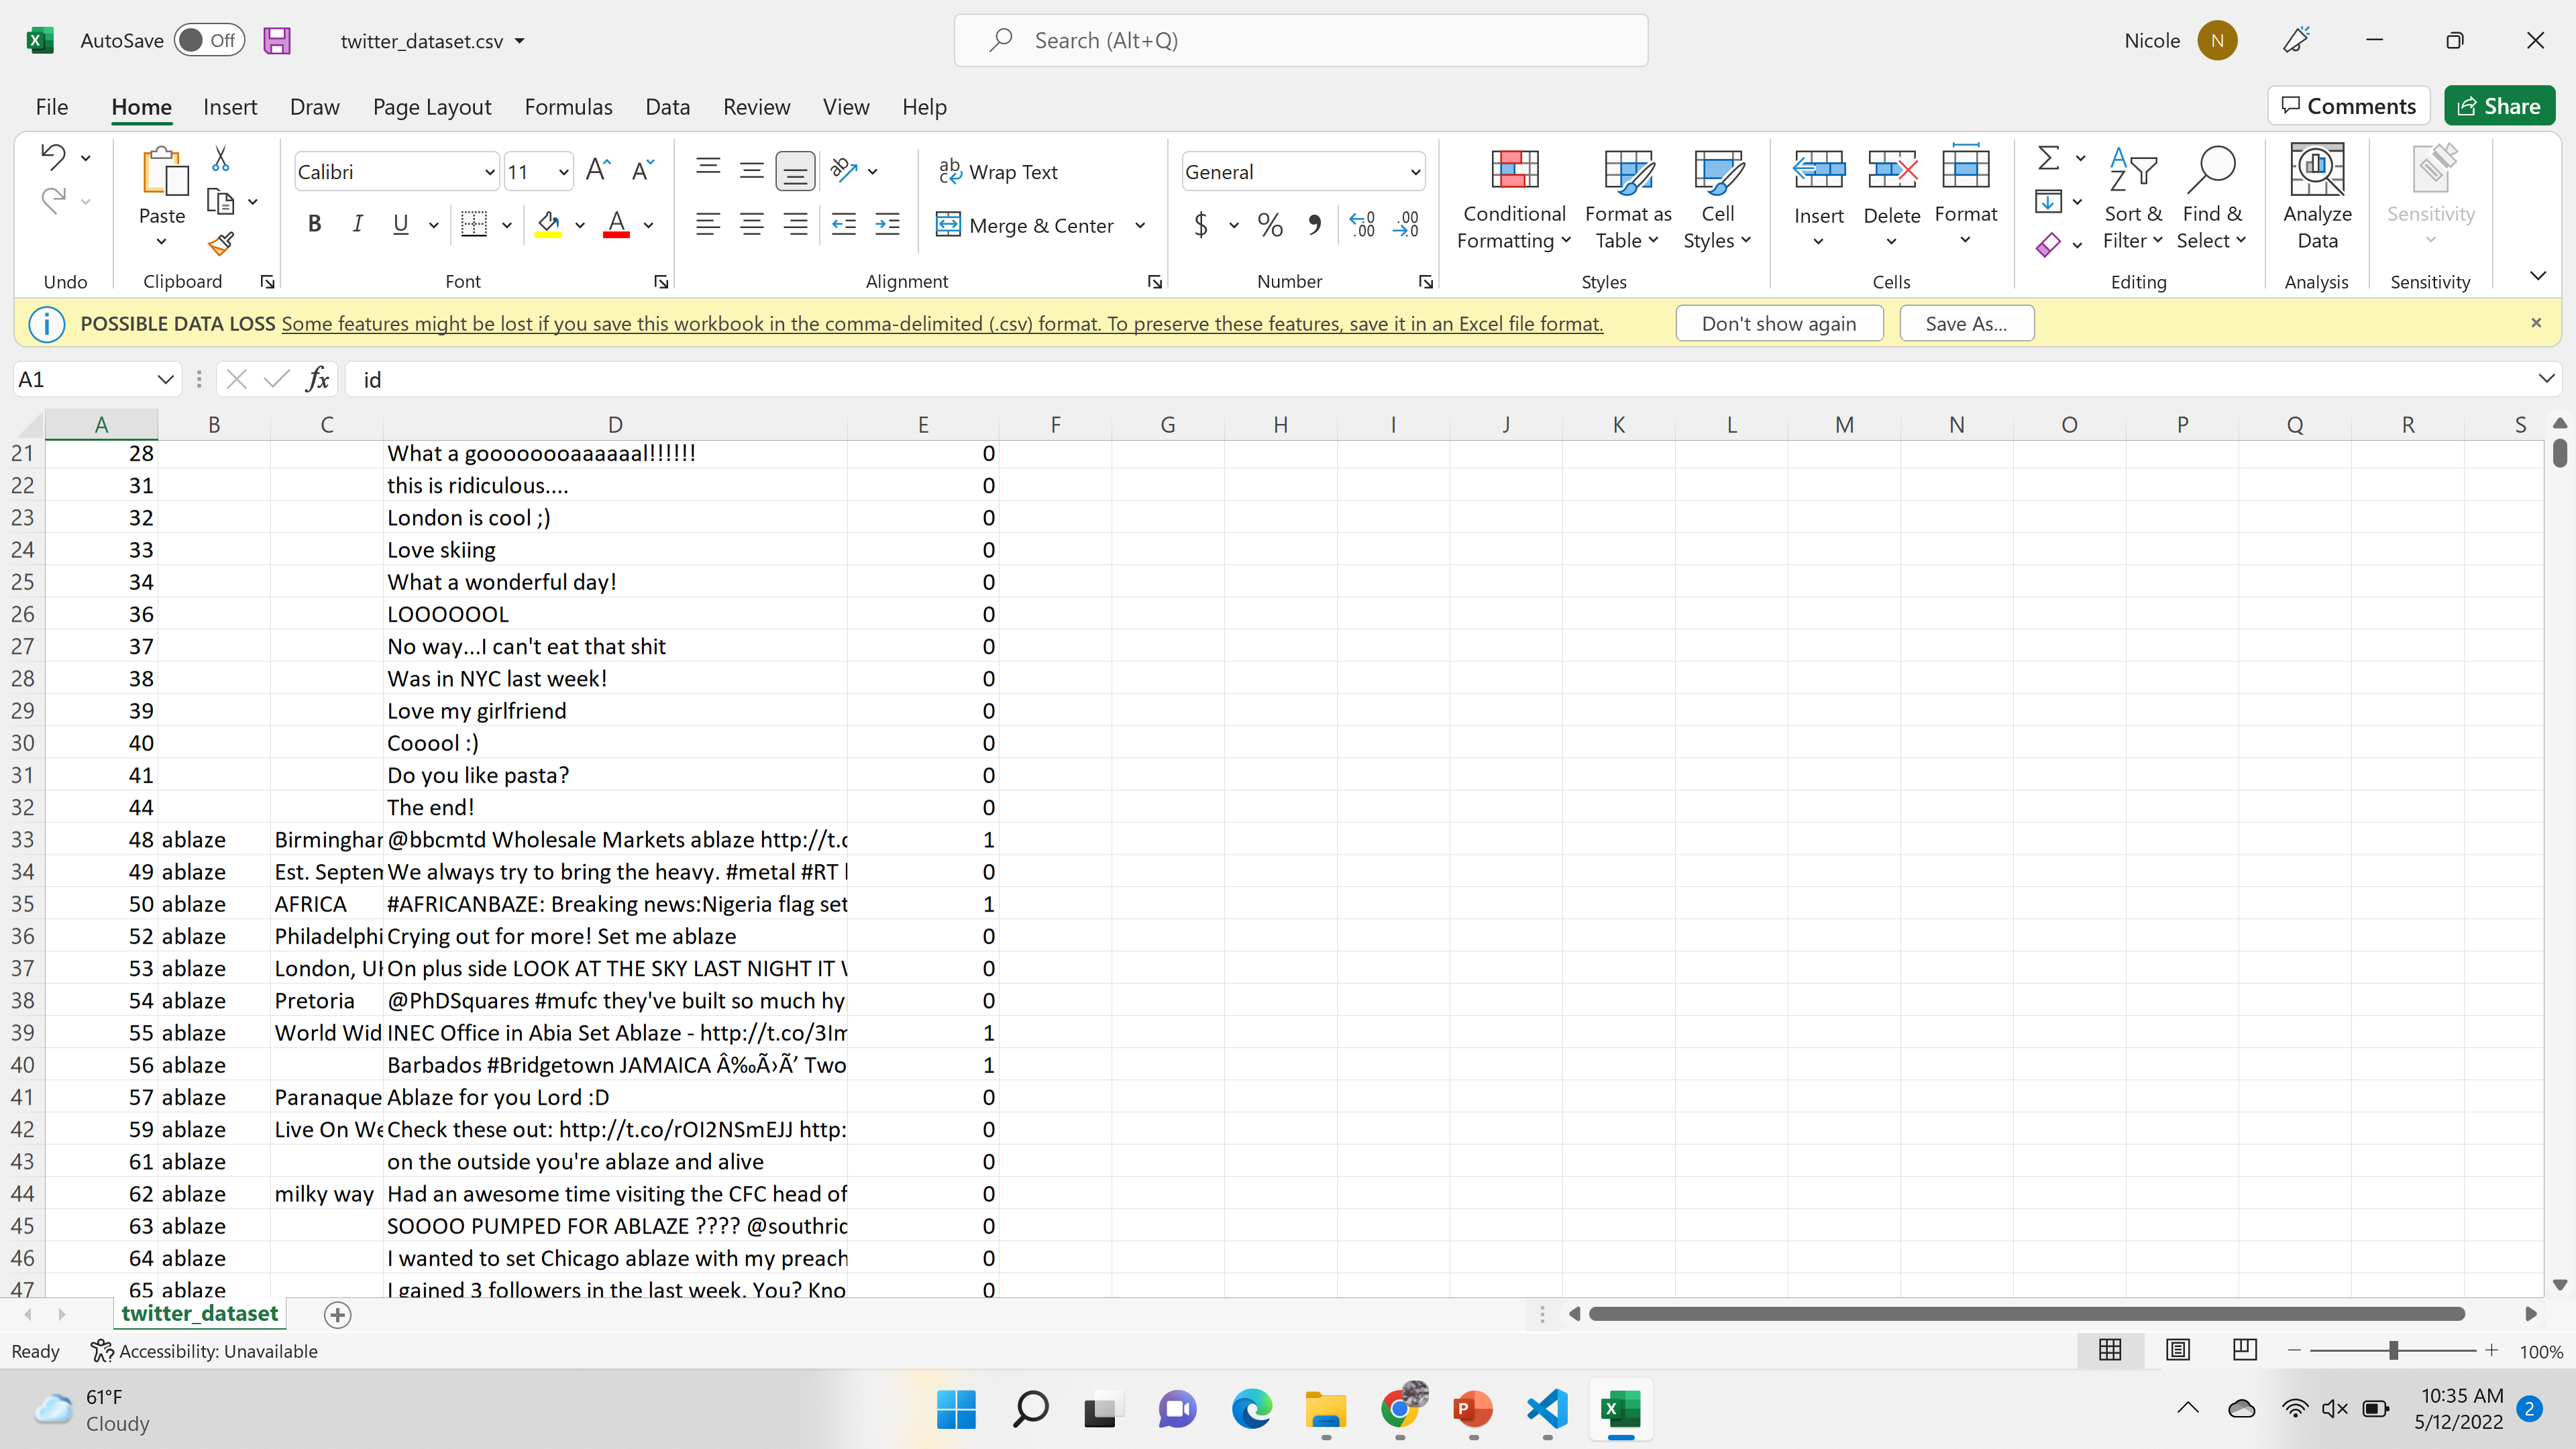 AutoSave Off twitter_dataset.csv Search (Alt+Q) Nicole N
File Home Insert Draw Page Layout Formulas Data Review View Help Comments Share
Paste Calibri 11 Wrap Text General Conditional Formatting Format as Table Cell Styles Insert Delete Format Sort & Filter Find & Select Analyze Data Sensitivity
B I U A Merge & Center $ %
Undo Clipboard Font Alignment Number Styles Cells Editing Analysis Sensitivity
POSSIBLE DATA LOSS Some features might be lost if you save this workbook in the comma-delimited (.csv) format. To preserve these features, save it in an Excel file format. Don't show again Save As...
A1 fx id
A B C D E F G H I J K L M N O P Q R S
21 28 What a goooooooaaaaaal!!!!!! 0
22 31 this is ridiculous.... 0
23 32 London is cool ;) 0
24 33 Love skiing 0
25 34 What a wonderful day! 0
26 36 LOOOOOOL 0
27 37 No way...I can't eat that shit 0
28 38 Was in NYC last week! 0
29 39 Love my girlfriend 0
30 40 Cooool :) 0
31 41 Do you like pasta? 0
32 44 The end! 0
33 48 ablaze Birminghar @bbcmtd Wholesale Markets ablaze http://t.c 1
34 49 ablaze Est. Septem We always try to bring the heavy. #metal #RT 0
35 50 ablaze AFRICA #AFRICANBAZE: Breaking news:Nigeria flag set 1
36 52 ablaze Philadelphi Crying out for more! Set me ablaze 0
37 53 ablaze London, UK On plus side LOOK AT THE SKY LAST NIGHT IT 0
38 54 ablaze Pretoria @PhDSquares #mufc they've built so much hy 0
39 55 ablaze World Wid INEC Office in Abia Set Ablaze - http://t.co/3Im 1
40 56 ablaze Barbados #Bridgetown JAMAICA Â‰Ã›Ã’ Two 1
41 57 ablaze Paranaque Ablaze for you Lord :D 0
42 59 ablaze Live On We Check these out: http://t.co/rOI2NSmEJJ http: 0
43 61 ablaze on the outside you're ablaze and alive 0
44 62 ablaze milky way Had an awesome time visiting the CFC head of 0
45 63 ablaze SOOOO PUMPED FOR ABLAZE ???? @southric 0
46 64 ablaze I wanted to set Chicago ablaze with my preach 0
47 65 ablaze I gained 3 followers in the last week. You? Kno 0
twitter_dataset
Ready Accessibility: Unavailable 100%
61°F 10:35 AM
Cloudy 5/12/2022 2